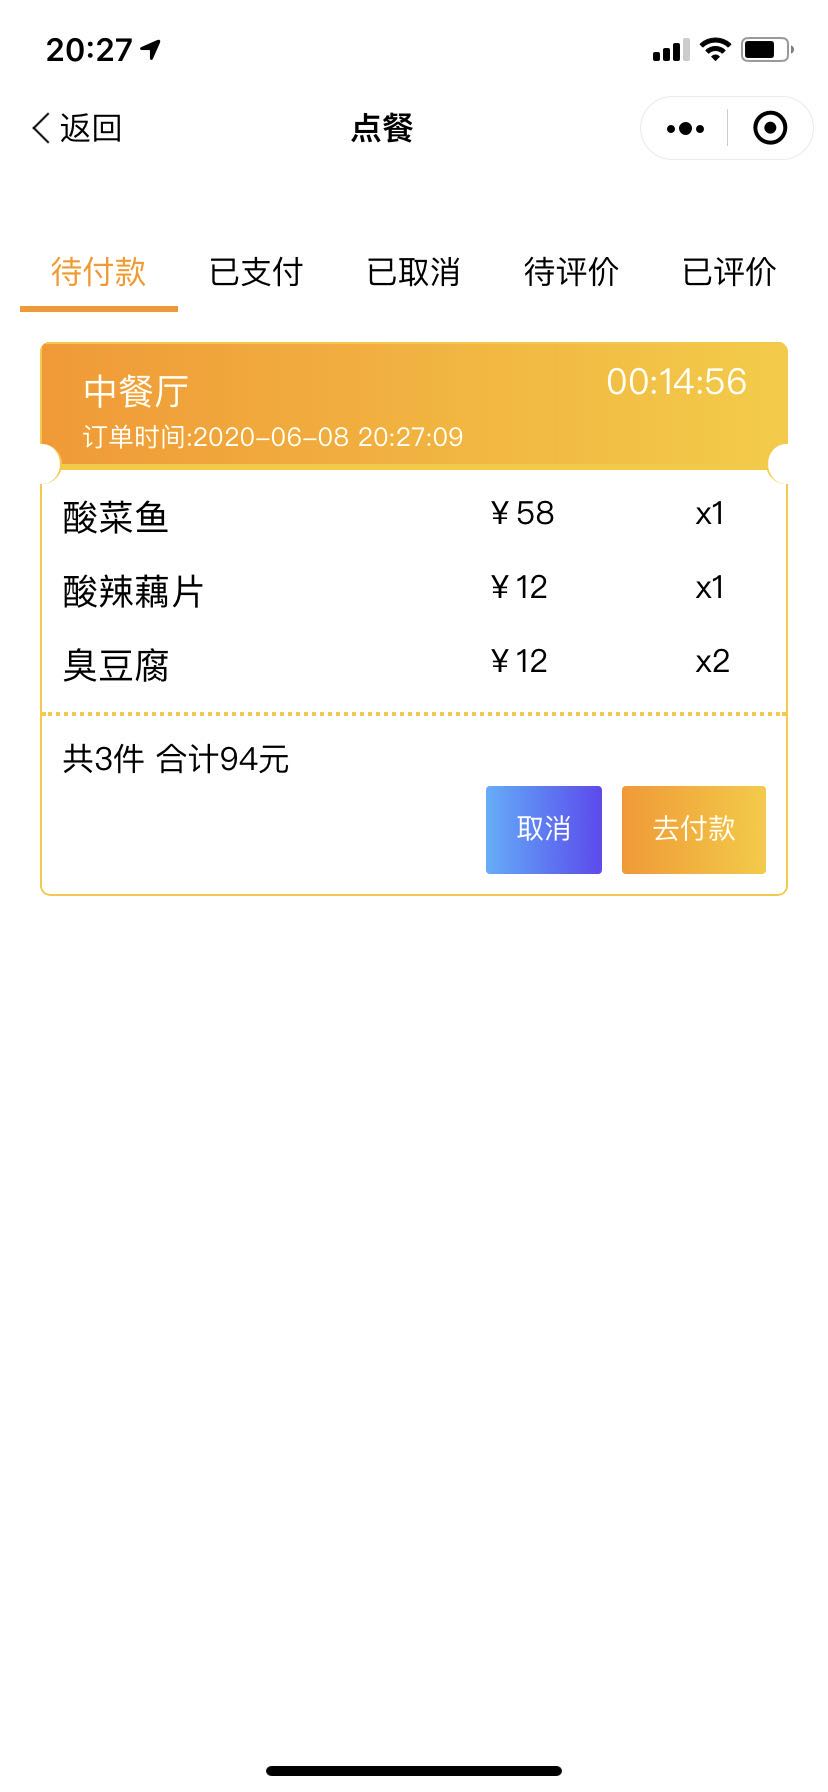 20:27
返回 点餐
待付款 已支付 已取消 待评价 已评价
中餐厅 00:14:56
订单时间:2020-06-08 20:27:09
酸菜鱼 ¥58 x1
酸辣藕片 ¥12 x1
臭豆腐 ¥12 x2
共3件 合计94元
取消 去付款